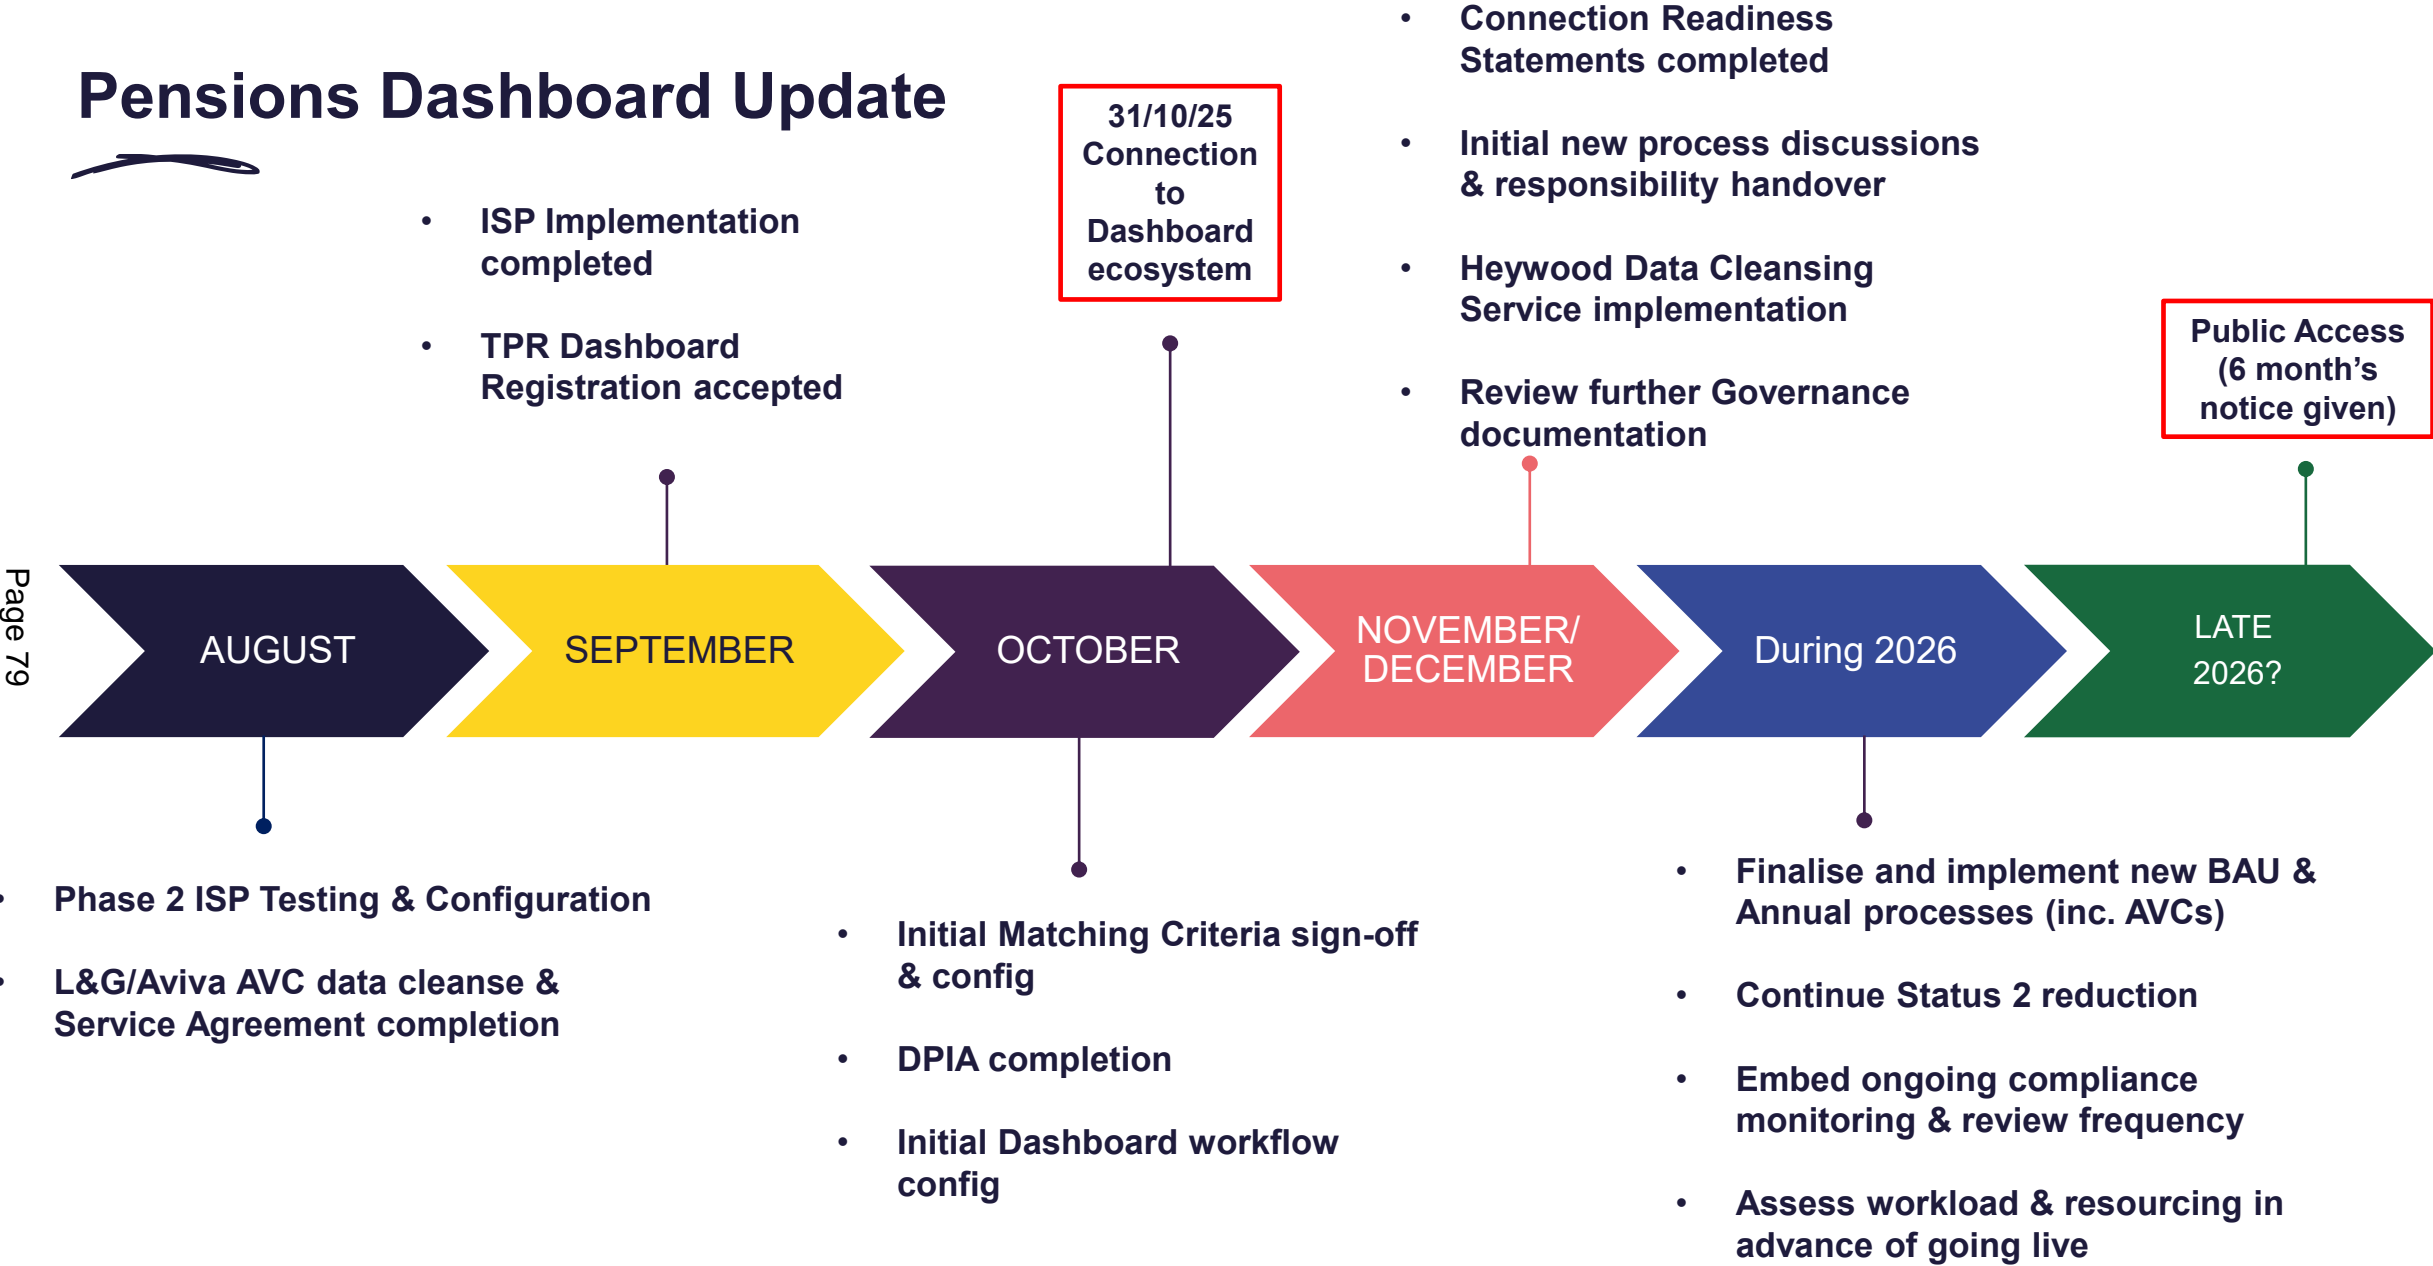 Pensions Dashboard Update
• ISP Implementation
completed
• TPR Dashboard
Registration accepted
31/10/25
Connection
to
Dashboard
ecosystem
• Connection Readiness
Statements completed
• Initial new process discussions
& responsibility handover
• Heywood Data Cleansing
Service implementation
• Review further Governance
documentation
Public Access
(6 month’s
notice given)
Page 79
AUGUST
SEPTEMBER
OCTOBER
NOVEMBER/
DECEMBER
During 2026
LATE
2026?
• Phase 2 ISP Testing & Configuration
• L&G/Aviva AVC data cleanse &
Service Agreement completion
• Initial Matching Criteria sign-off
& config
• DPIA completion
• Initial Dashboard workflow
config
• Finalise and implement new BAU &
Annual processes (inc. AVCs)
• Continue Status 2 reduction
• Embed ongoing compliance
monitoring & review frequency
• Assess workload & resourcing in
advance of going live